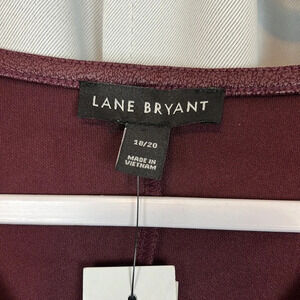 LANE BRYANT
18/20
MADE IN
VIETNAM